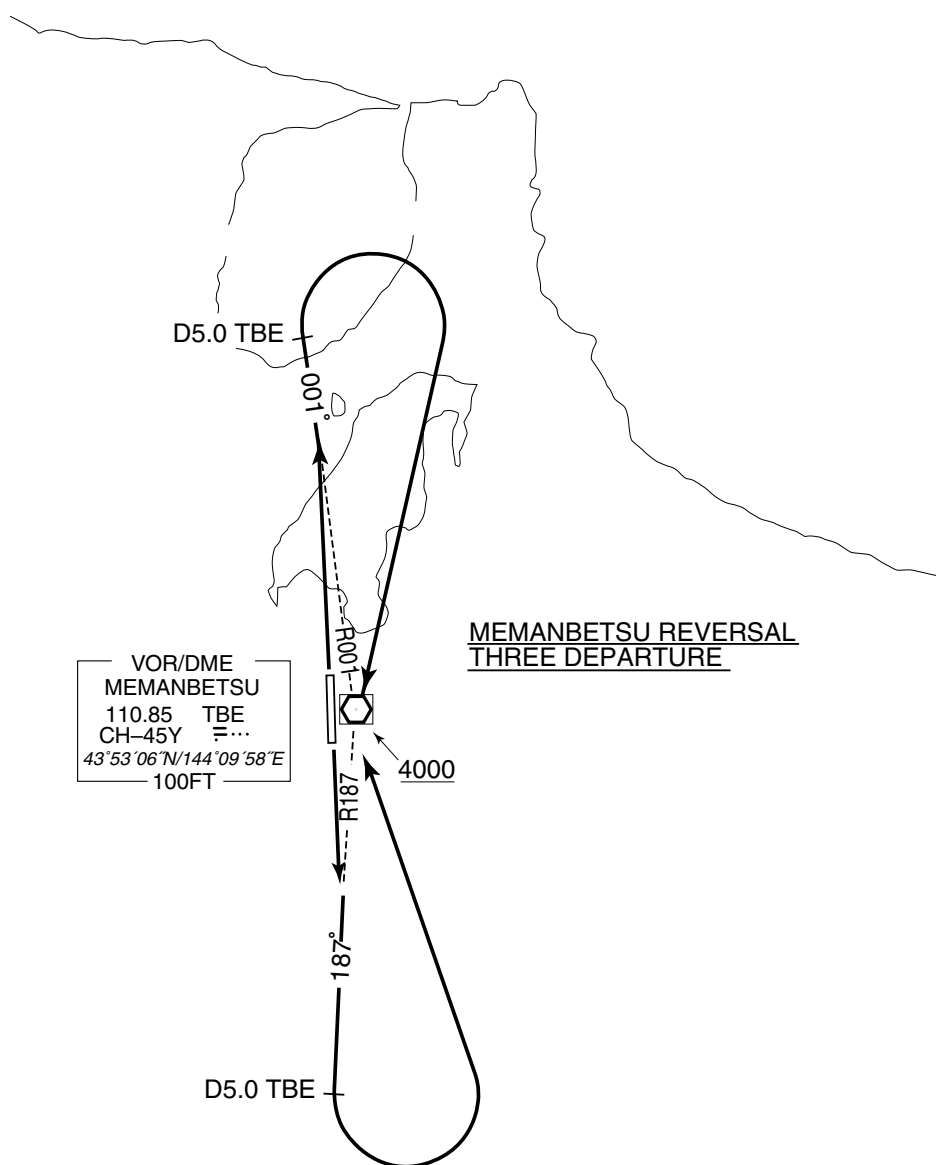 D5.0 TBE
001°
R001
MEMANBETSU REVERSAL
THREE DEPARTURE
VOR/DME
MEMANBETSU
110.85 TBE
CH–45Y
43°53´06˝N/144°09´58˝E
100FT
4000
R187
187°
D5.0 TBE